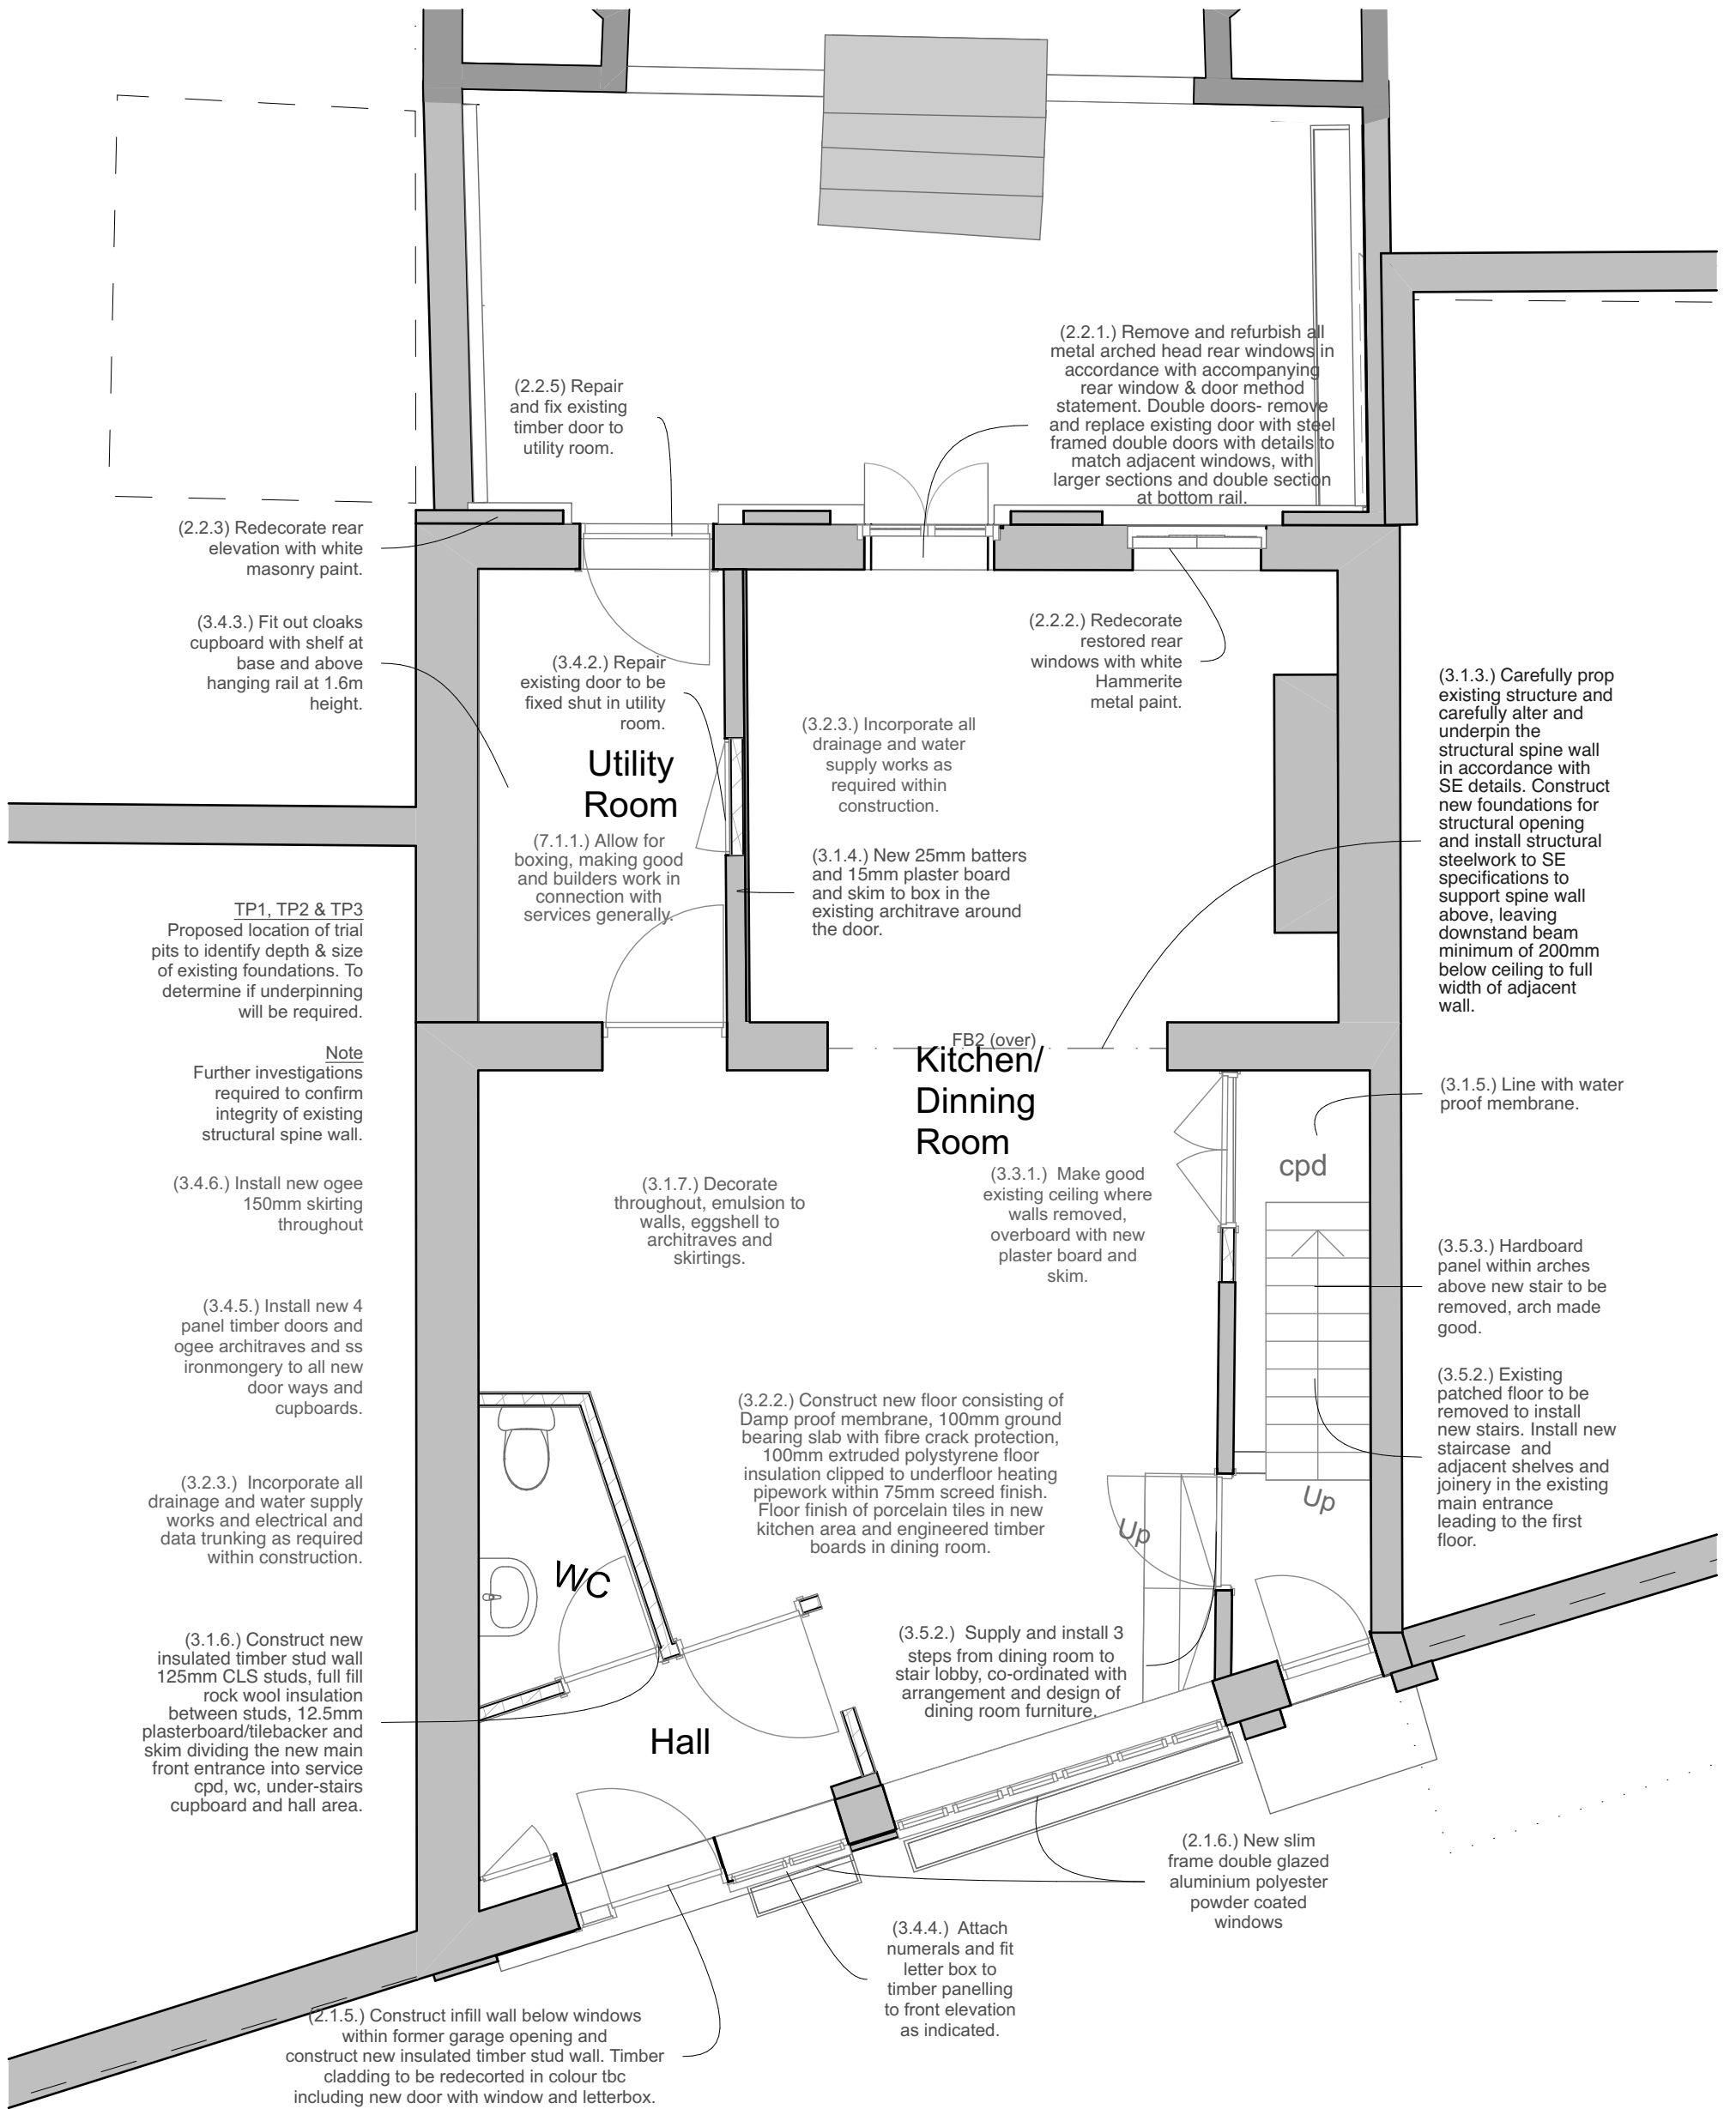 (2.2.1.) Remove and refurbish all
metal arched head rear windows in
accordance with accompanying
rear window & door method
statement. Double doors- remove
and replace existing door with steel
framed double doors with details to
match adjacent windows, with
larger sections and double section
at bottom rail.
(2.2.5) Repair
and fix existing
timber door to
utility room.
(2.2.3) Redecorate rear
elevation with white
masonry paint.
(3.4.3.) Fit out cloaks
cupboard with shelf at
base and above
hanging rail at 1.6m
height.
(3.4.2.) Repair
existing door to be
fixed shut in utility
room.
Utility
Room
(7.1.1.) Allow for
boxing, making good
and builders work in
connection with
services generally.
(2.2.2.) Redecorate
restored rear
windows with white
Hammerite
metal paint.
(3.2.3.) Incorporate all
drainage and water
supply works as
required within
construction.
(3.1.4.) New 25mm batters
and 15mm plaster board
and skim to box in the
existing architrave around
the door.
(3.1.3.) Carefully prop
existing structure and
carefully alter and
underpin the
structural spine wall
in accordance with
SE details. Construct
new foundations for
structural opening
and install structural
steelwork to SE
specifications to
support spine wall
above, leaving
downstand beam
minimum of 200mm
below ceiling to full
width of adjacent
wall.
TP1, TP2 & TP3
Proposed location of trial
pits to identify depth & size
of existing foundations. To
determine if underpinning
will be required.
Note
Further investigations
required to confirm
integrity of existing
structural spine wall.
FB2 (over)
Kitchen/
Dinning
Room
(3.1.5.) Line with water
proof membrane.
cpd
(3.4.6.) Install new ogee
150mm skirting
throughout
(3.1.7.) Decorate
throughout, emulsion to
walls, eggshell to
architraves and
skirtings.
(3.3.1.) Make good
existing ceiling where
walls removed,
overboard with new
plaster board and
skim.
(3.5.3.) Hardboard
panel within arches
above new stair to be
removed, arch made
good.
(3.4.5.) Install new 4
panel timber doors and
ogee architraves and ss
ironmongery to all new
door ways and
cupboards.
(3.2.2.) Construct new floor consisting of
Damp proof membrane, 100mm ground
bearing slab with fibre crack protection,
100mm extruded polystyrene floor
insulation clipped to underfloor heating
pipework within 75mm screed finish.
Floor finish of porcelain tiles in new
kitchen area and engineered timber
boards in dining room.
(3.5.2.) Existing
patched floor to be
removed to install
new stairs. Install new
staircase and
adjacent shelves and
joinery in the existing
main entrance
leading to the first
floor.
Up
Up
(3.2.3.) Incorporate all
drainage and water supply
works and electrical and
data trunking as required
within construction.
WC
(3.1.6.) Construct new
insulated timber stud wall
125mm CLS studs, full fill
rock wool insulation
between studs, 12.5mm
plasterboard/tilebacker and
skim dividing the new main
front entrance into service
cpd, wc, under-stairs
cupboard and hall area.
(3.5.2.) Supply and install 3
steps from dining room to
stair lobby, co-ordinated with
arrangement and design of
dining room furniture.
Hall
(2.1.6.) New slim
frame double glazed
aluminium polyester
powder coated
windows
(3.4.4.) Attach
numerals and fit
letter box to
timber panelling
to front elevation
as indicated.
(2.1.5.) Construct infill wall below windows
within former garage opening and
construct new insulated timber stud wall. Timber
cladding to be redecorted in colour tbc
including new door with window and letterbox.